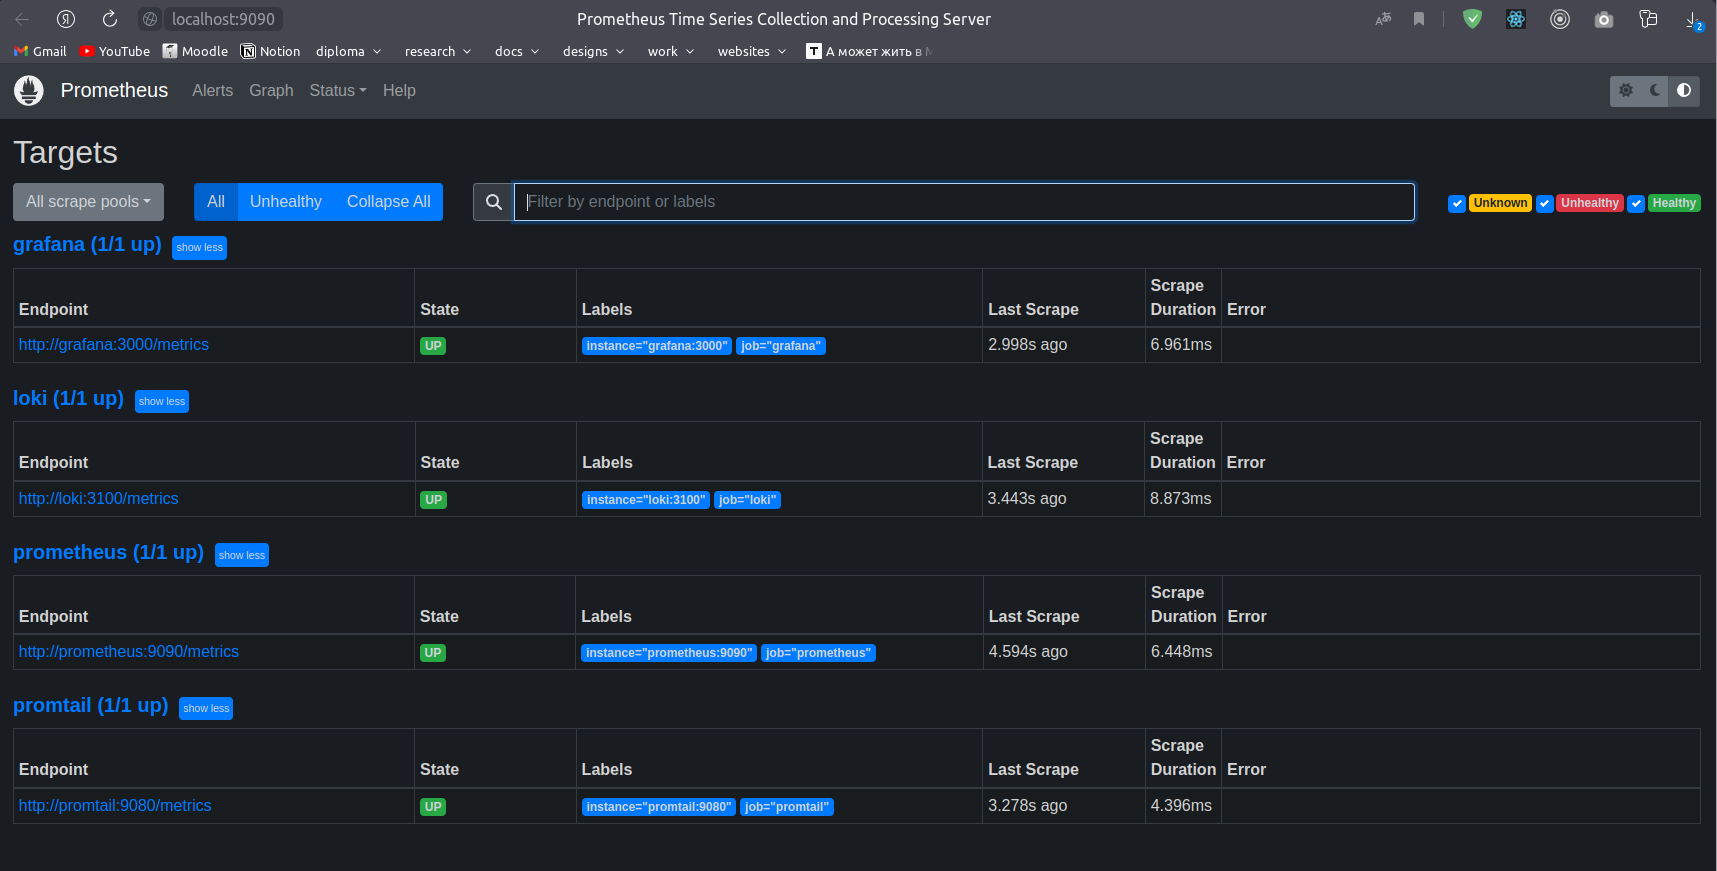 localhost:9090
Prometheus Time Series Collection and Processing Server
2
Gmail YouTube Moodle Notion diploma research docs designs work websites А может жить в
Prometheus Alerts Graph Status Help
Targets
All scrape pools All Unhealthy Collapse All Filter by endpoint or labels Unknown Unhealthy Healthy
grafana (1/1 up) show less
Endpoint State Labels Last Scrape Scrape Duration Error
http://grafana:3000/metrics UP instance="grafana:3000" job="grafana" 2.998s ago 6.961ms
loki (1/1 up) show less
Endpoint State Labels Last Scrape Scrape Duration Error
http://loki:3100/metrics UP instance="loki:3100" job="loki" 3.443s ago 8.873ms
prometheus (1/1 up) show less
Endpoint State Labels Last Scrape Scrape Duration Error
http://prometheus:9090/metrics UP instance="prometheus:9090" job="prometheus" 4.594s ago 6.448ms
promtail (1/1 up) show less
Endpoint State Labels Last Scrape Scrape Duration Error
http://promtail:9080/metrics UP instance="promtail:9080" job="promtail" 3.278s ago 4.396ms